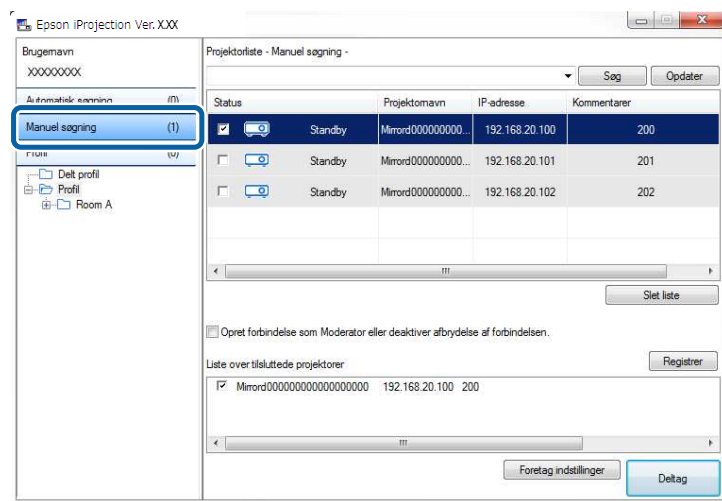 Epson iProjection Ver. X.XX
Brugernavn
XXXXXXXX
Automatisk søgning (0)
Manuel søgning (1)
Profil (0)
Delt profil
Profil
Room A
Projektorliste - Manuel søgning -
Søg Opdater
Status Projektornavn IP-adresse Kommentarer
Standby Mirrord000000000... 192.168.20.100 200
Standby Mirrord000000000... 192.168.20.101 201
Standby Mirrord000000000... 192.168.20.102 202
Slet liste
Opret forbindelse som Moderator eller deaktiver afbrydelse af forbindelsen.
Liste over tilsluttede projektorer
Registrer
Mirrord000000000000000000 192.168.20.100 200
Foretag indstillinger
Deltag